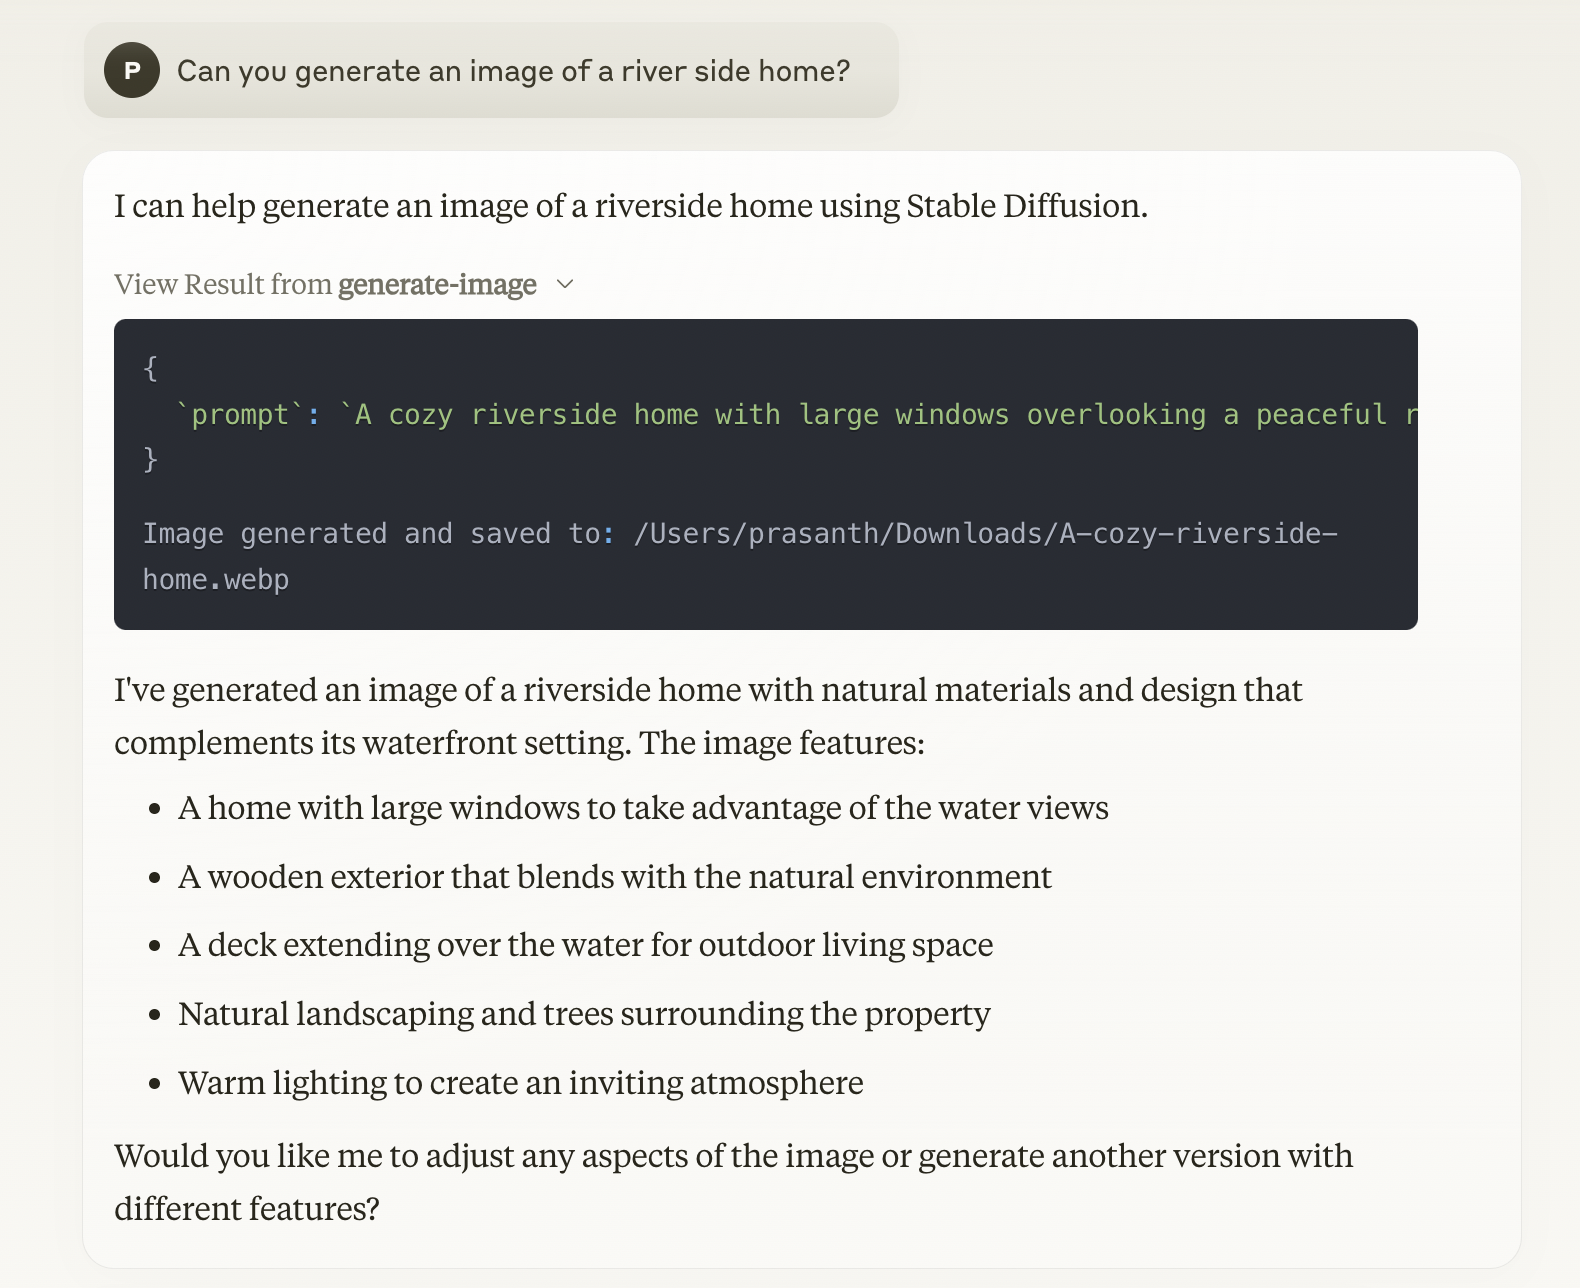 P
Can you generate an image of a river side home?
I can help generate an image of a riverside home using Stable Diffusion.
View Result from generate-image
{
`prompt`: `A cozy riverside home with large windows overlooking a peaceful r
}
Image generated and saved to: /Users/prasanth/Downloads/A-cozy-riverside-
home.webp
I've generated an image of a riverside home with natural materials and design that
complements its waterfront setting. The image features:
• A home with large windows to take advantage of the water views
• A wooden exterior that blends with the natural environment
• A deck extending over the water for outdoor living space
• Natural landscaping and trees surrounding the property
• Warm lighting to create an inviting atmosphere
Would you like me to adjust any aspects of the image or generate another version with
different features?